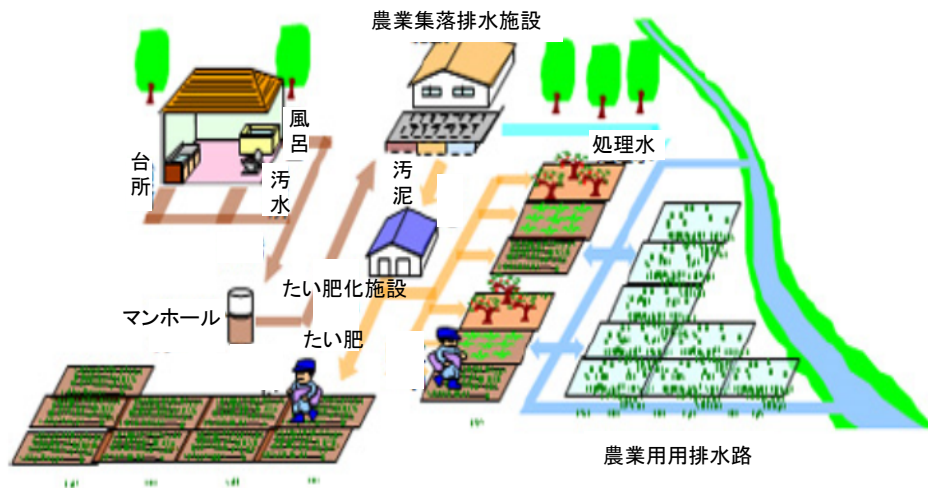 農業集落排水施設
風呂
台所
汚水
汚泥
処理水
たい肥化施設
マンホール
たい肥
農業用用排水路